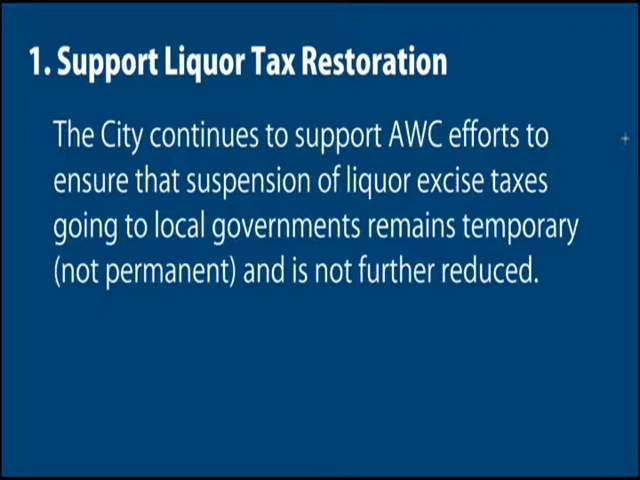 1. Support Liquor Tax Restoration
The City continues to support AWC efforts to
ensure that suspension of liquor excise taxes
going to local governments remains temporary
(not permanent) and is not further reduced.